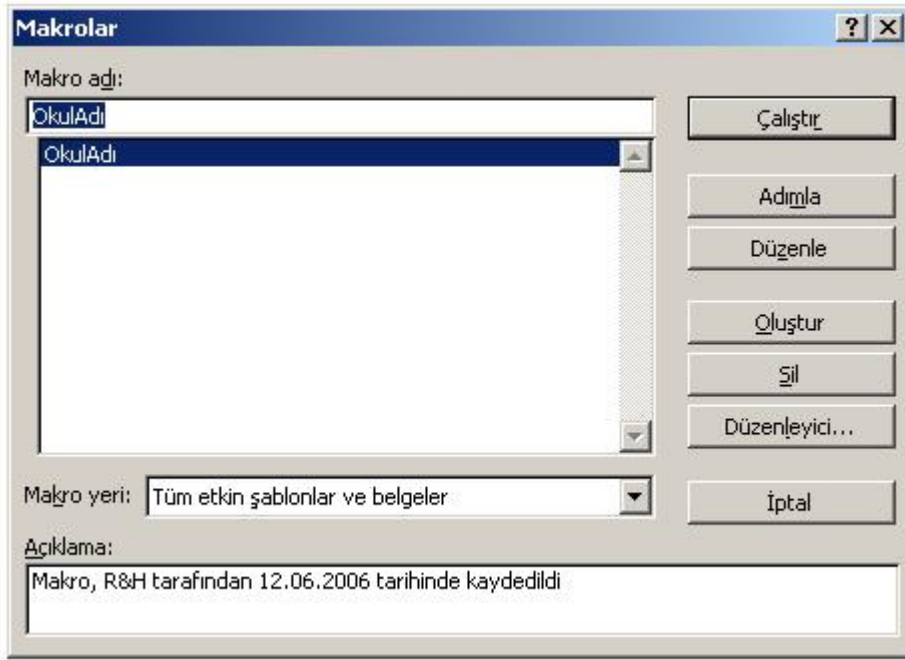 Makrolar
Makro adı:
OkulAdı
OkulAdı
Çalıştır
Adımla
Düzenle
Oluştur
Sil
Düzenleyici...
Makro yeri: Tüm etkin şablonlar ve belgeler
İptal
Açıklama:
Makro, R&H tarafından 12.06.2006 tarihinde kaydedildi